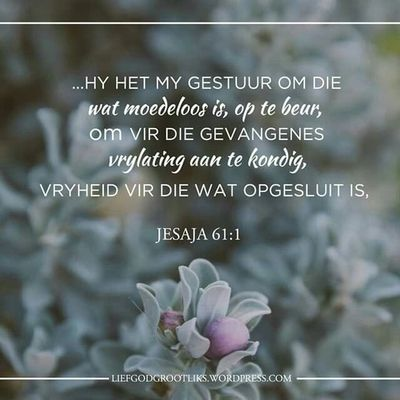 ...HY HET MY GESTUUR OM DIE
wat moedeloos is, op te beur,
om VIR DIE GEVANGENES
vrylating aan te kondig,
VRYHEID VIR DIE WAT OPGESLUIT IS,
JESAJA 61:1
LIEFGODGROOTLIKS.WORDPRESS.COM